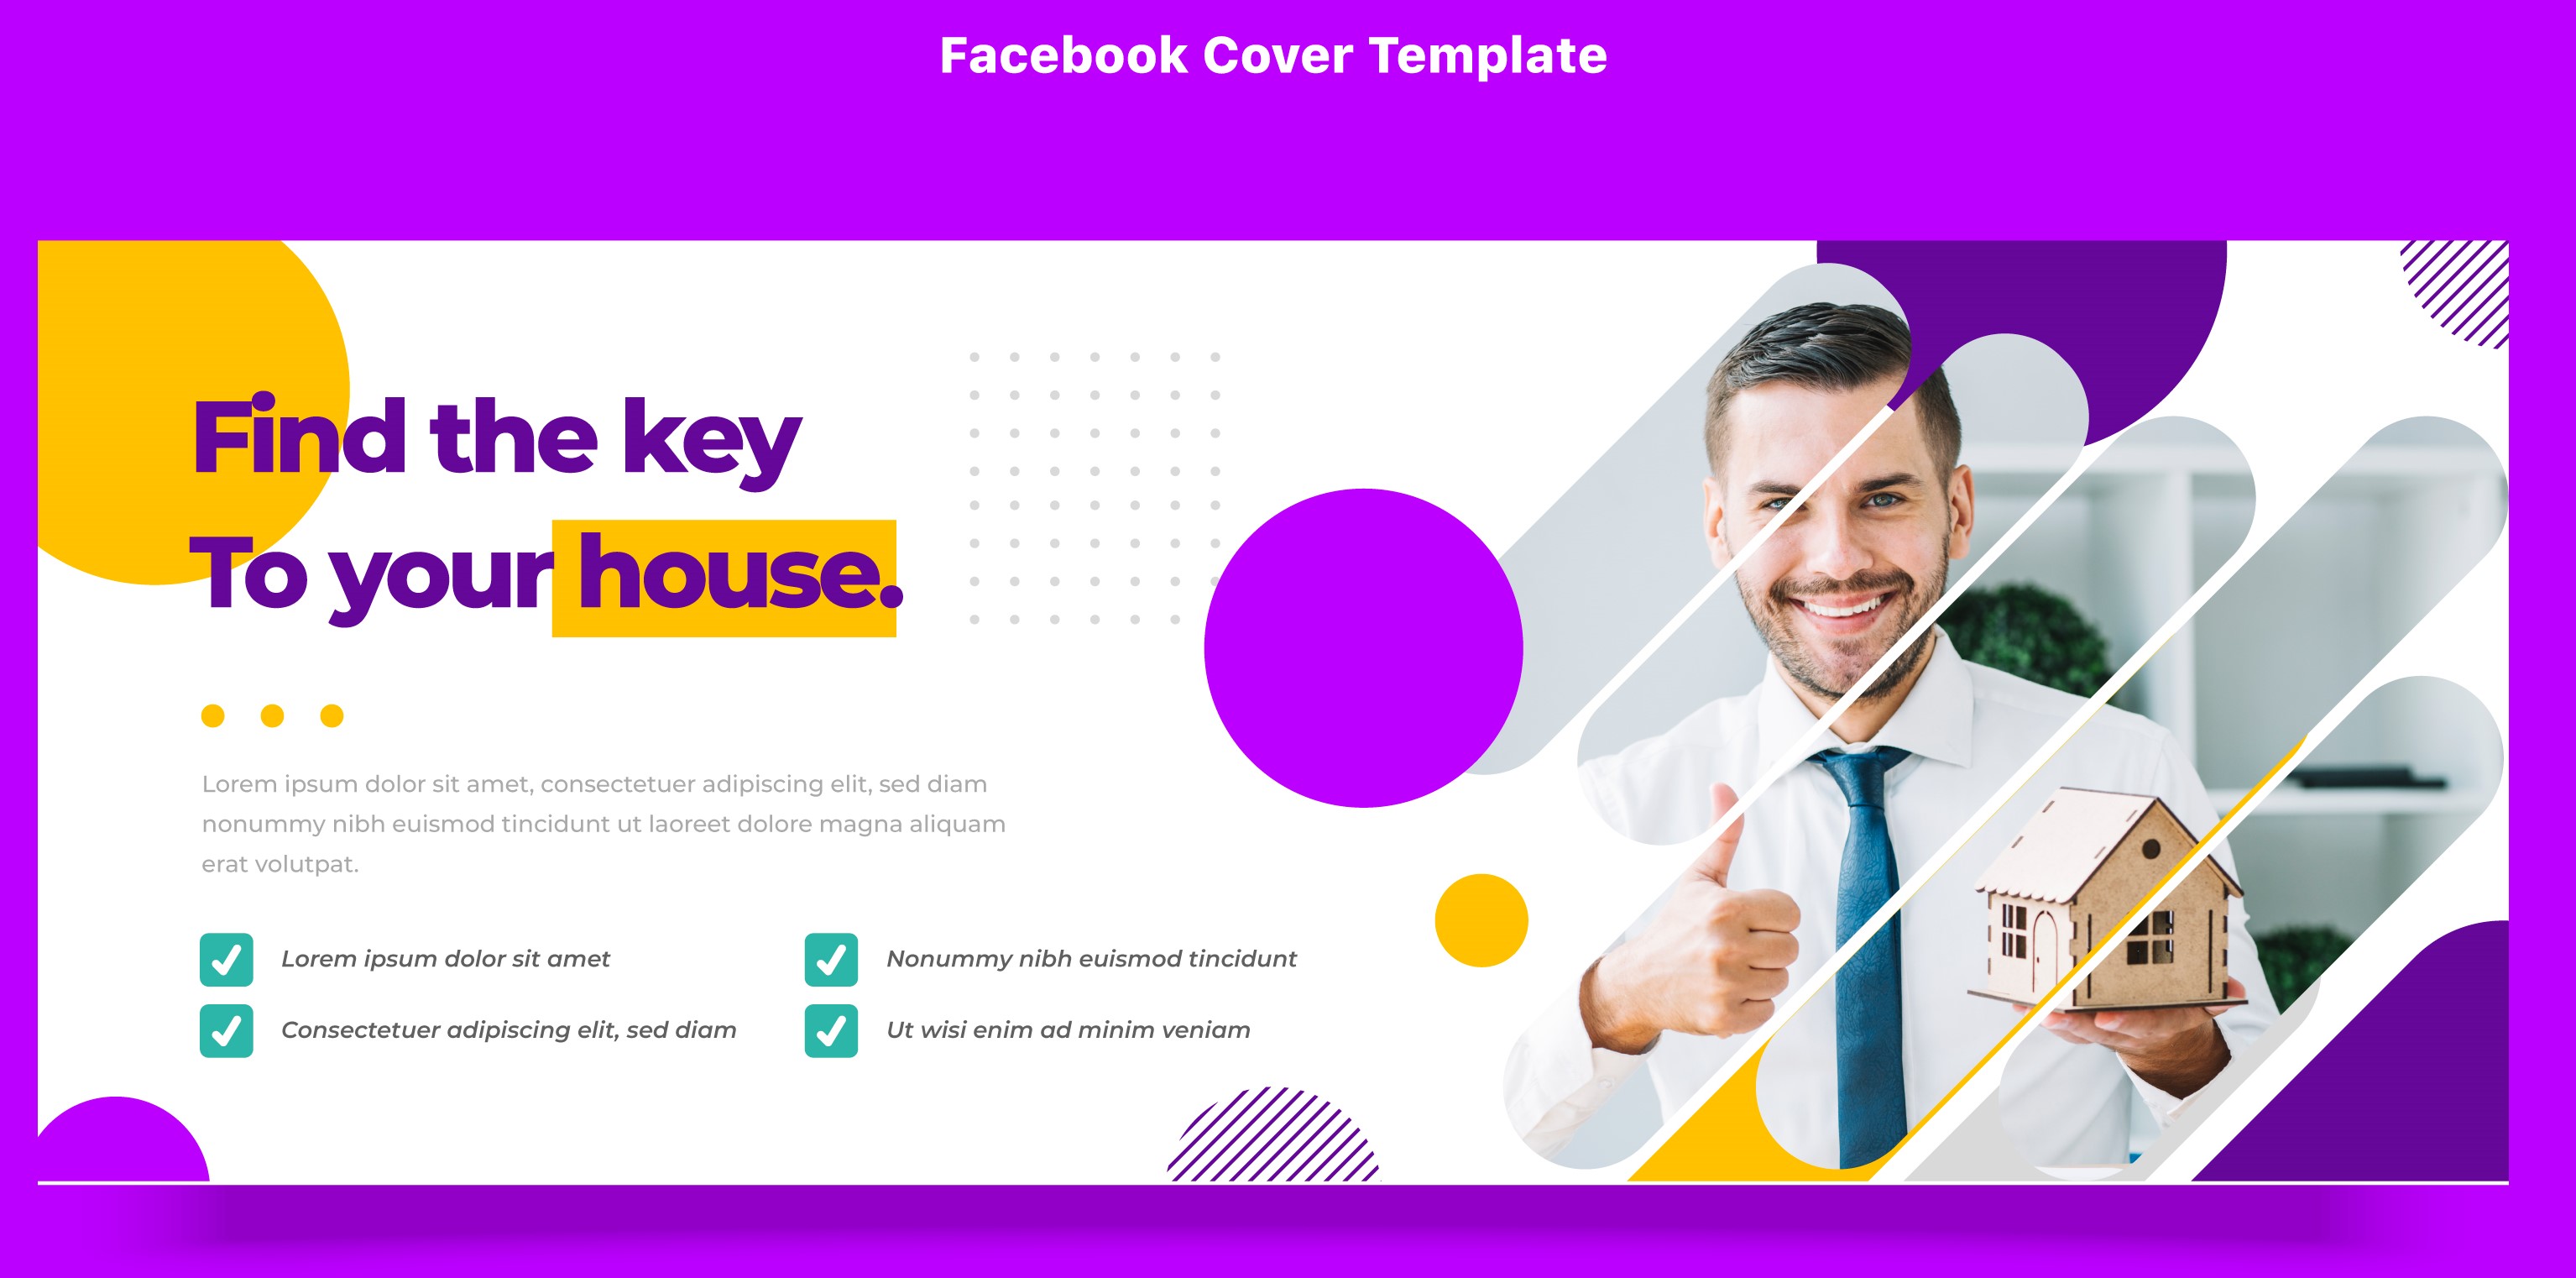 Facebook Cover Template
Find the key
To your house.
Lorem ipsum dolor sit amet, consectetuer adipiscing elit, sed diam
nonummy nibh euismod tincidunt ut laoreet dolore magna aliquam
erat volutpat.
Lorem ipsum dolor sit amet
Nonummy nibh euismod tincidunt
Consectetuer adipiscing elit, sed diam
Ut wisi enim ad minim veniam